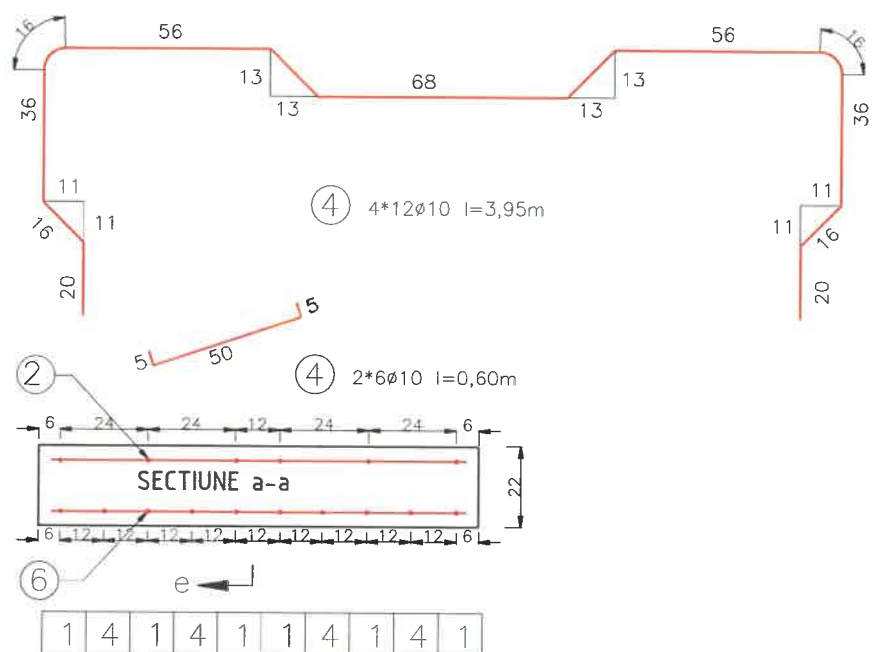 16 56 56 16
13 68 13
13 13
36 36
11 11
④ 4*12ø10 l=3,95m
11 11
16 16
20 20
5
5 50
② ④ 2*6ø10 l=0,60m
6 24 24 12 24 24 6
SECTIUNE a-a
22
6 12 12 12 12 12 12 12 12 12 6
⑥ e
1 4 1 4 1 1 4 1 4 1